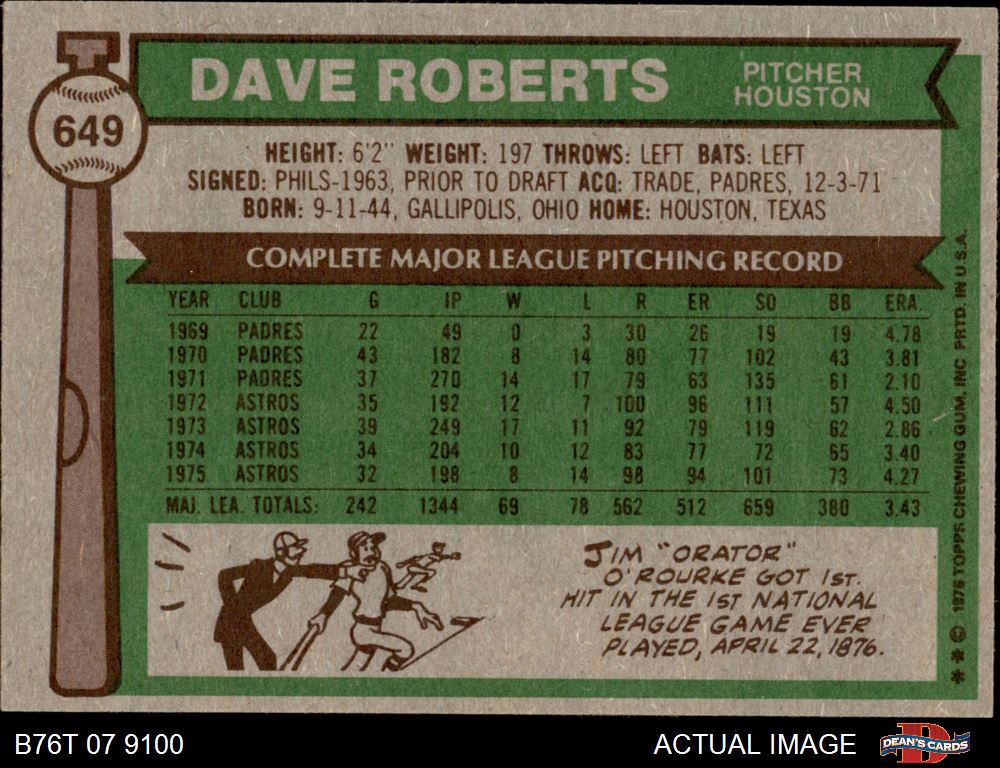 DAVE ROBERTS
PITCHER
HOUSTON
649
HEIGHT: 6'2" WEIGHT: 197 THROWS: LEFT BATS: LEFT
SIGNED: PHILS-1963, PRIOR TO DRAFT ACQ: TRADE, PADRES, 12-3-71
BORN: 9-11-44, GALLIPOLIS, OHIO HOME: HOUSTON, TEXAS
COMPLETE MAJOR LEAGUE PITCHING RECORD
YEAR CLUB G IP W L R ER SO BB ERA.
1969 PADRES 22 49 0 3 30 26 19 19 4.78
1970 PADRES 43 182 8 14 80 77 102 43 3.81
1971 PADRES 37 270 14 17 79 63 135 61 2.10
1972 ASTROS 35 192 12 7 100 96 111 57 4.50
1973 ASTROS 39 249 17 11 92 79 119 62 2.86
1974 ASTROS 34 204 10 12 83 77 72 65 3.40
1975 ASTROS 32 198 8 14 98 94 101 73 4.27
MAJ. LEA. TOTALS: 242 1344 69 78 562 512 659 380 3.43
JIM "ORATOR"
O'ROURKE GOT 1ST.
HIT IN THE 1ST NATIONAL
LEAGUE GAME EVER
PLAYED, APRIL 22, 1876.
* * © 1976 TOPPS CHEWING GUM, INC PRTD. IN U.S.A.
B76T 07 9100
ACTUAL IMAGE
DEAN'S CARDS